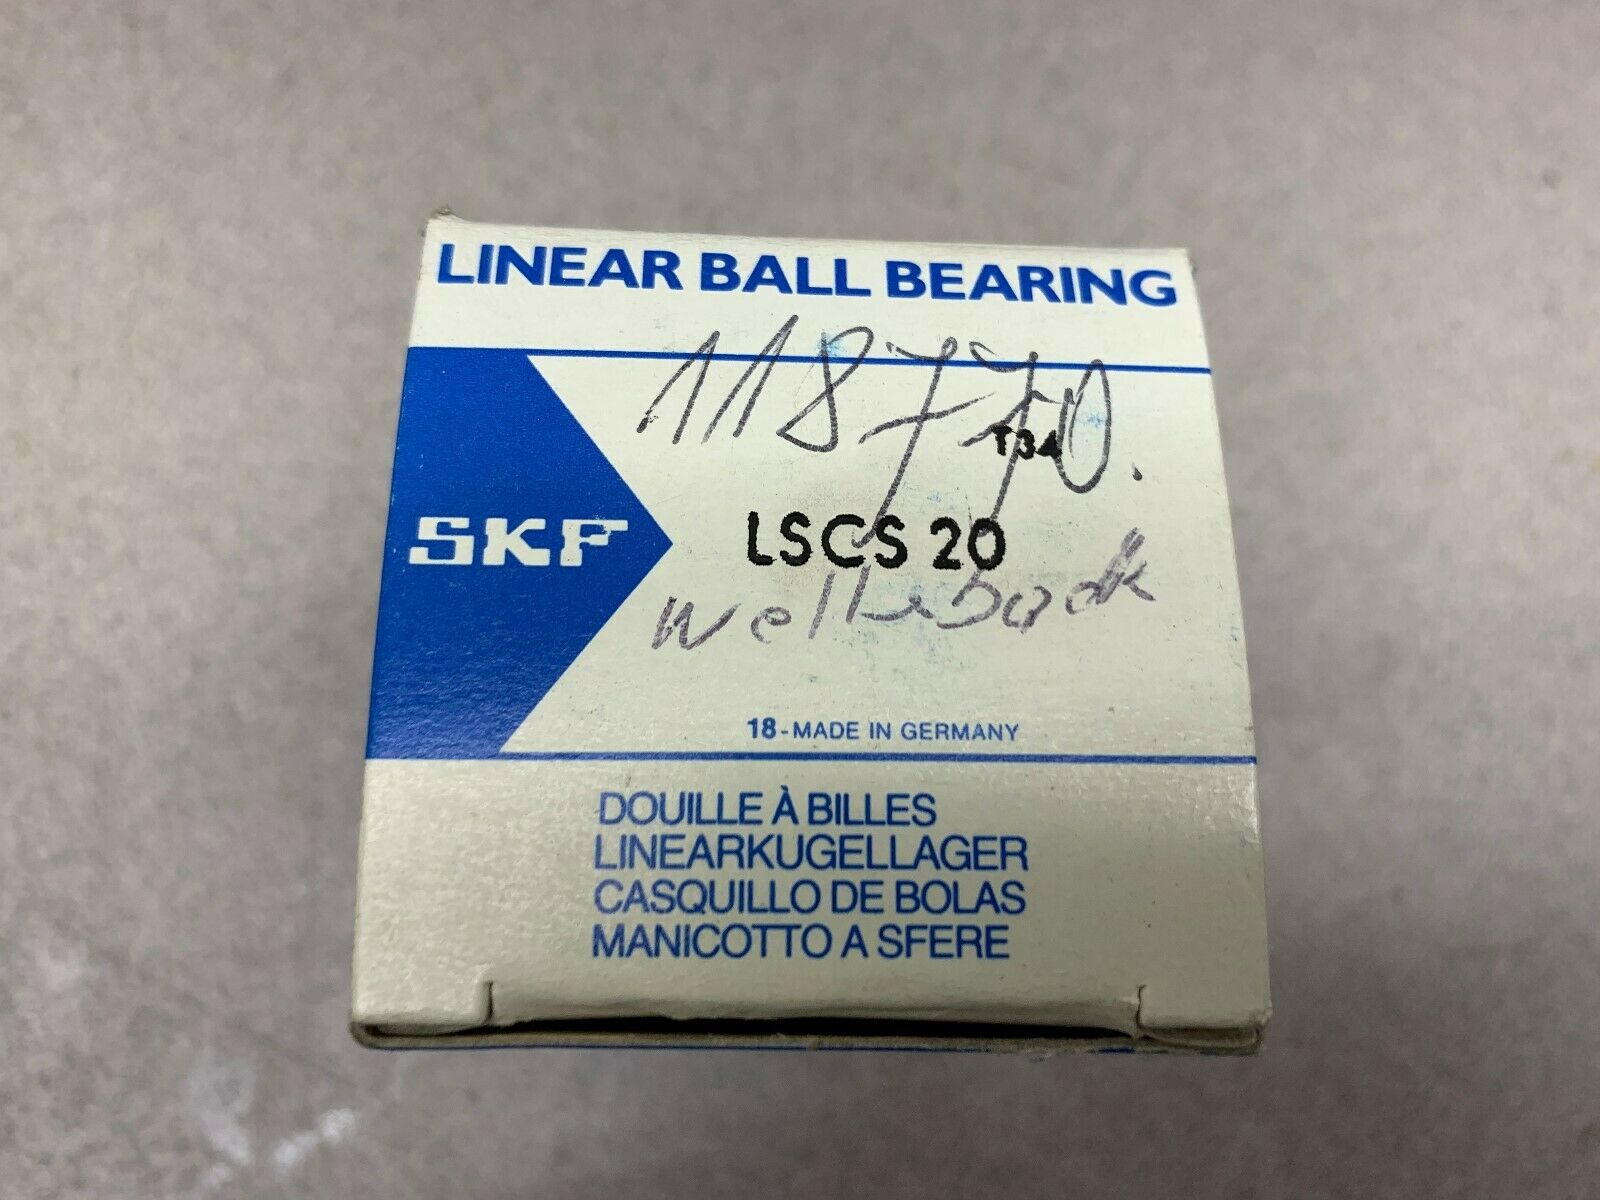 LINEAR BALL BEARING
118770.
T34
SKF
LSCS 20
Wellebock
18-MADE IN GERMANY
DOUILLE À BILLES
LINEARKUGELLAGER
CASQUILLO DE BOLAS
MANICOTTO A SFERE